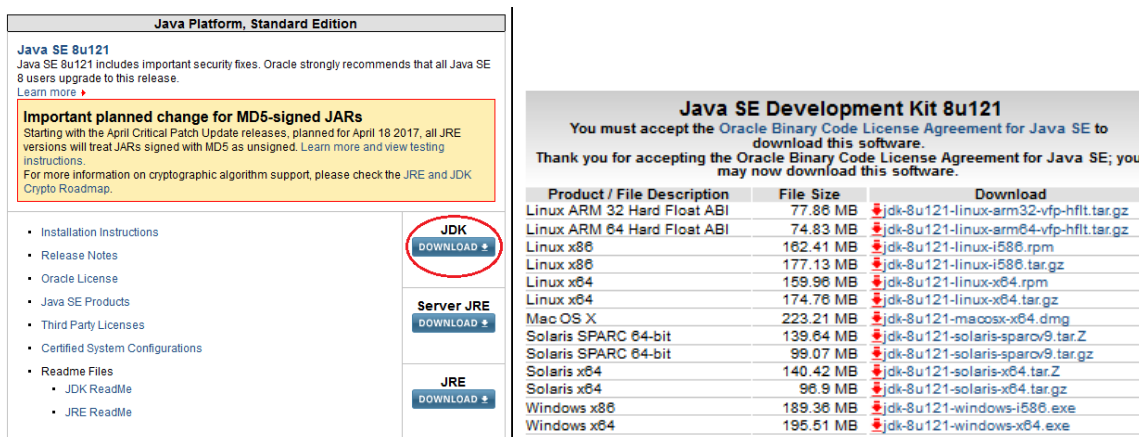 Java Platform, Standard Edition
Java SE 8u121
Java SE 8u121 includes important security fixes. Oracle strongly recommends that all Java SE
8 users upgrade to this release.
Learn more
Important planned change for MD5-signed JARs
Starting with the April Critical Patch Update releases, planned for April 18 2017, all JRE
versions will treat JARs signed with MD5 as unsigned. Learn more and view testing
instructions.
For more information on cryptographic algorithm support, please check the JRE and JDK
Crypto Roadmap.
Installation Instructions
Release Notes
Oracle License
Java SE Products
Third Party Licenses
Certified System Configurations
Readme Files
JDK ReadMe
JRE ReadMe
JDK
DOWNLOAD
Server JRE
DOWNLOAD
JRE
DOWNLOAD
Java SE Development Kit 8u121
You must accept the Oracle Binary Code License Agreement for Java SE to
download this software.
Thank you for accepting the Oracle Binary Code License Agreement for Java SE; you
may now download this software.
Product / File Description File Size Download
Linux ARM 32 Hard Float ABI 77.86 MB jdk-8u121-linux-arm32-vfp-hflt.tar.gz
Linux ARM 64 Hard Float ABI 74.83 MB jdk-8u121-linux-arm64-vfp-hflt.tar.gz
Linux x86 162.41 MB jdk-8u121-linux-i586.rpm
Linux x86 177.13 MB jdk-8u121-linux-i586.tar.gz
Linux x64 159.96 MB jdk-8u121-linux-x64.rpm
Linux x64 174.76 MB jdk-8u121-linux-x64.tar.gz
Mac OS X 223.21 MB jdk-8u121-macosx-x64.dmg
Solaris SPARC 64-bit 139.64 MB jdk-8u121-solaris-sparcv9.tar.Z
Solaris SPARC 64-bit 99.07 MB jdk-8u121-solaris-sparcv9.tar.gz
Solaris x64 140.42 MB jdk-8u121-solaris-x64.tar.Z
Solaris x64 96.9 MB jdk-8u121-solaris-x64.tar.gz
Windows x86 189.36 MB jdk-8u121-windows-i586.exe
Windows x64 195.51 MB jdk-8u121-windows-x64.exe